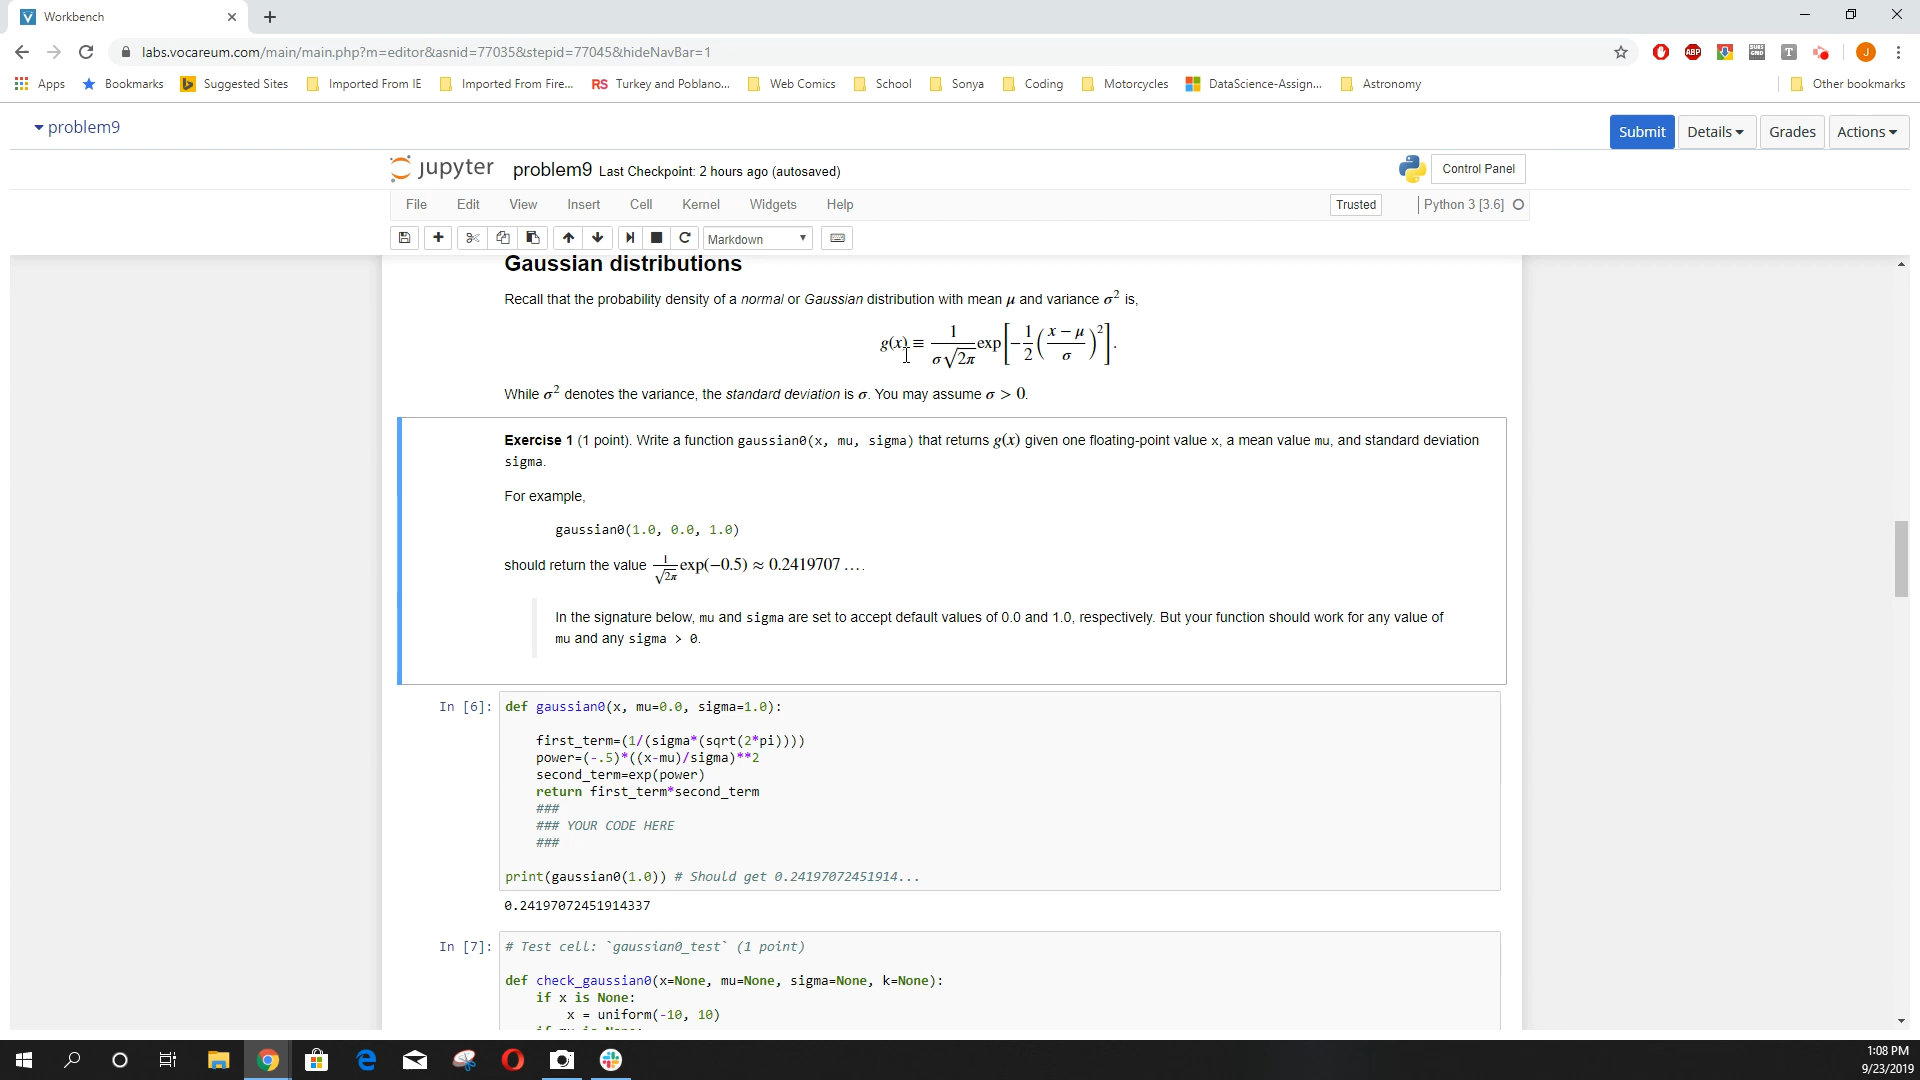 Workbench
labs.vocareum.com/main/main.php?m=editor&asnid=77035&stepid=77045&hideNavBar=1
ABP
T
J
Apps Bookmarks Suggested Sites Imported From IE Imported From Fire... RS Turkey and Poblano... Web Comics School Sonya Coding Motorcycles DataScience-Assign... Astronomy Other bookmarks
problem9
Submit Details Grades Actions
jupyter problem9 Last Checkpoint: 2 hours ago (autosaved)
Control Panel
File Edit View Insert Cell Kernel Widgets Help
Trusted Python 3 [3.6]
Markdown
Gaussian distributions
Recall that the probability density of a normal or Gaussian distribution with mean μ and variance σ² is,
g(x) ≡ 1/(σ√2π) exp[−1/2 ((x − μ)/σ)²].
While σ² denotes the variance, the standard deviation is σ. You may assume σ > 0.
Exercise 1 (1 point). Write a function gaussian0(x, mu, sigma) that returns g(x) given one floating-point value x, a mean value mu, and standard deviation
sigma.
For example,
gaussian0(1.0, 0.0, 1.0)
should return the value 1/√2π exp(−0.5) ≈ 0.2419707 ….
In the signature below, mu and sigma are set to accept default values of 0.0 and 1.0, respectively. But your function should work for any value of
mu and any sigma > 0.
In [6]: def gaussian0(x, mu=0.0, sigma=1.0):
first_term=(1/(sigma*(sqrt(2*pi))))
power=(-.5)*((x-mu)/sigma)**2
second_term=exp(power)
return first_term*second_term
###
### YOUR CODE HERE
###
print(gaussian0(1.0)) # Should get 0.24197072451914...
0.24197072451914337
In [7]: # Test cell: `gaussian0_test` (1 point)
def check_gaussian0(x=None, mu=None, sigma=None, k=None):
if x is None:
x = uniform(-10, 10)
1:08 PM
9/23/2019